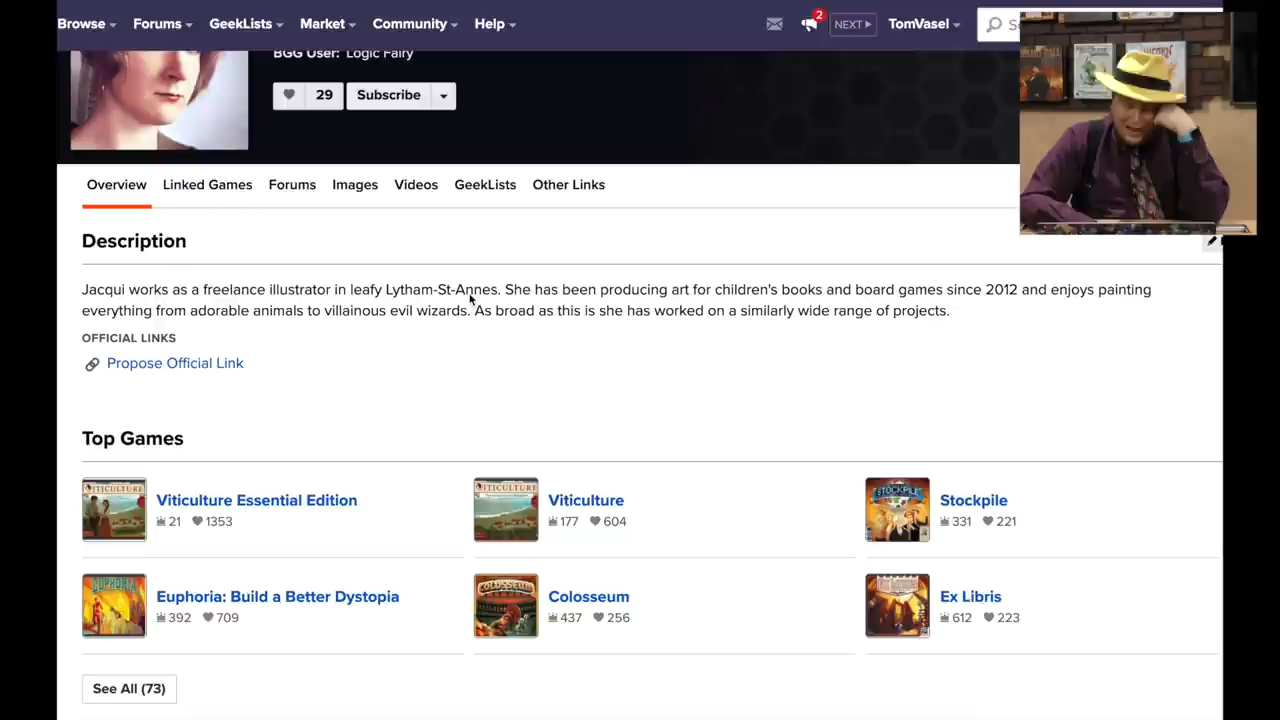 Browse Forums GeekLists Market Community Help 2 NEXT TomVasel S
BGG User: Logic Fairy
29 Subscribe
Overview Linked Games Forums Images Videos GeekLists Other Links
Description
Jacqui works as a freelance illustrator in leafy Lytham-St-Annes. She has been producing art for children's books and board games since 2012 and enjoys painting
everything from adorable animals to villainous evil wizards. As broad as this is she has worked on a similarly wide range of projects.
OFFICIAL LINKS
Propose Official Link
Top Games
VITICULTURE Viticulture Essential Edition VITICULTURE Viticulture STOCKPILE Stockpile
21 1353 177 604 331 221
EUPHORIA Euphoria: Build a Better Dystopia COLOSSEUM Colosseum Ex Libris
392 709 437 256 612 223
See All (73)